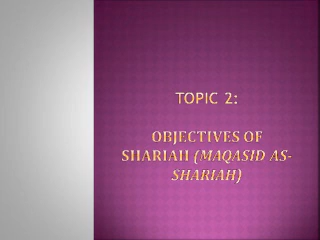 TOPIC 2:
OBJECTIVES OF
SHARIAH (MAQASID AS-
SHARIAH)